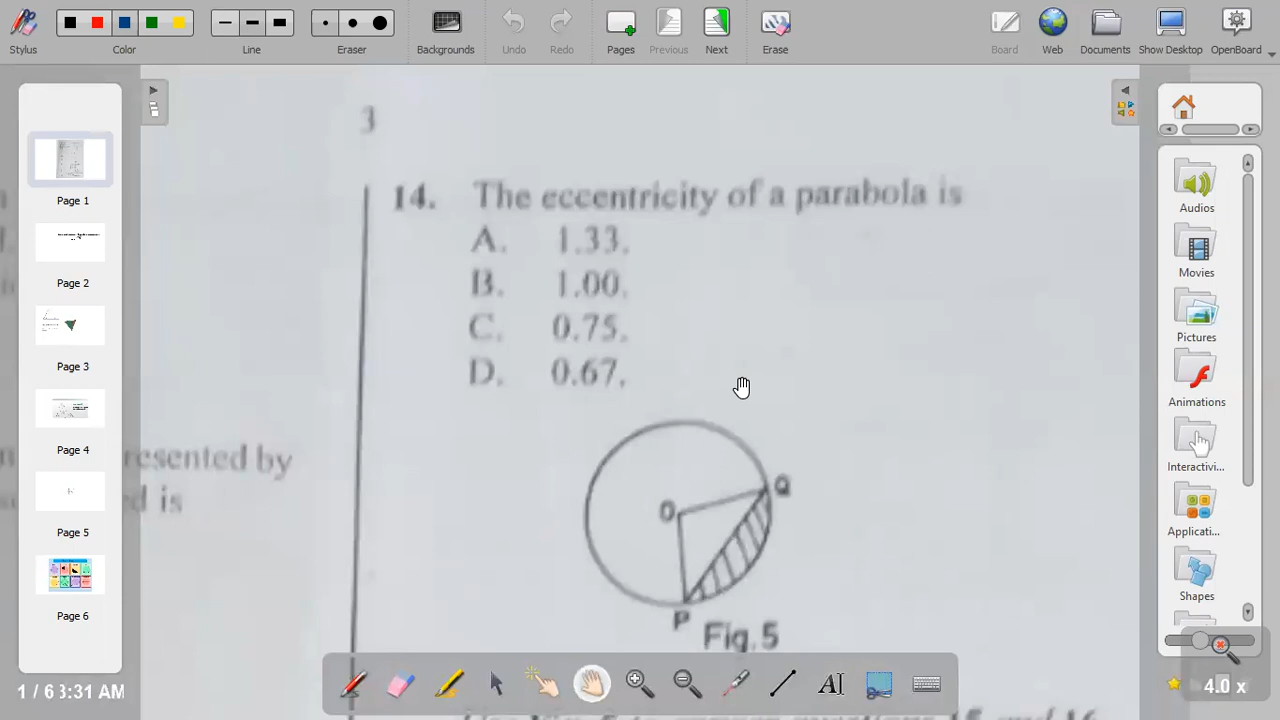 Stylus
Color
Line
Eraser
Backgrounds
Undo
Redo
Pages
Previous
Next
Erase
Board
Web
Documents
Show Desktop
OpenBoard
Page 1
Page 2
Page 3
Page 4
Page 5
Page 6
1 / 6
3:31 AM
3
14. The eccentricity of a parabola is
A. 1.33.
B. 1.00.
C. 0.75.
D. 0.67.
resented by
is
O
Q
P
Fig. 5
Audios
Movies
Pictures
Animations
Interactivi...
Applicati...
Shapes
4.0 x